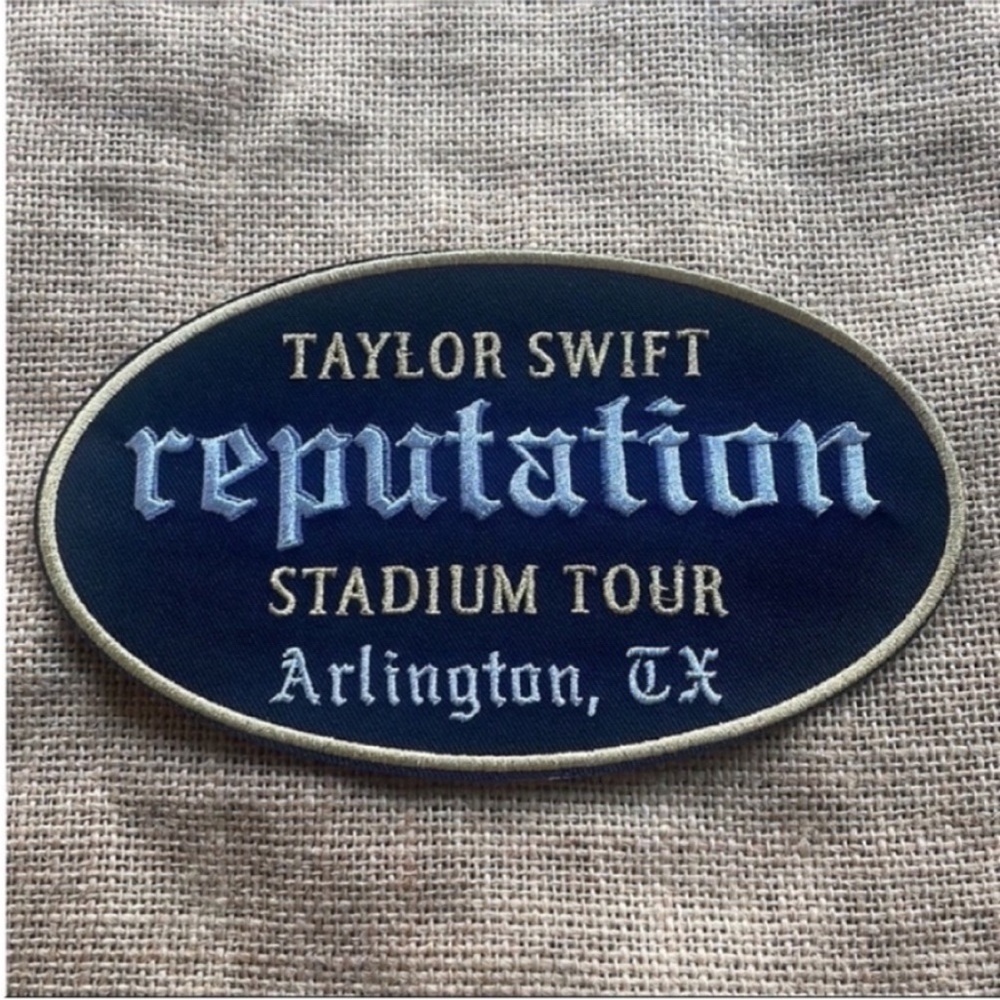 TAYLOR SWIFT
reputation
STADIUM TOUR
Arlington, TX